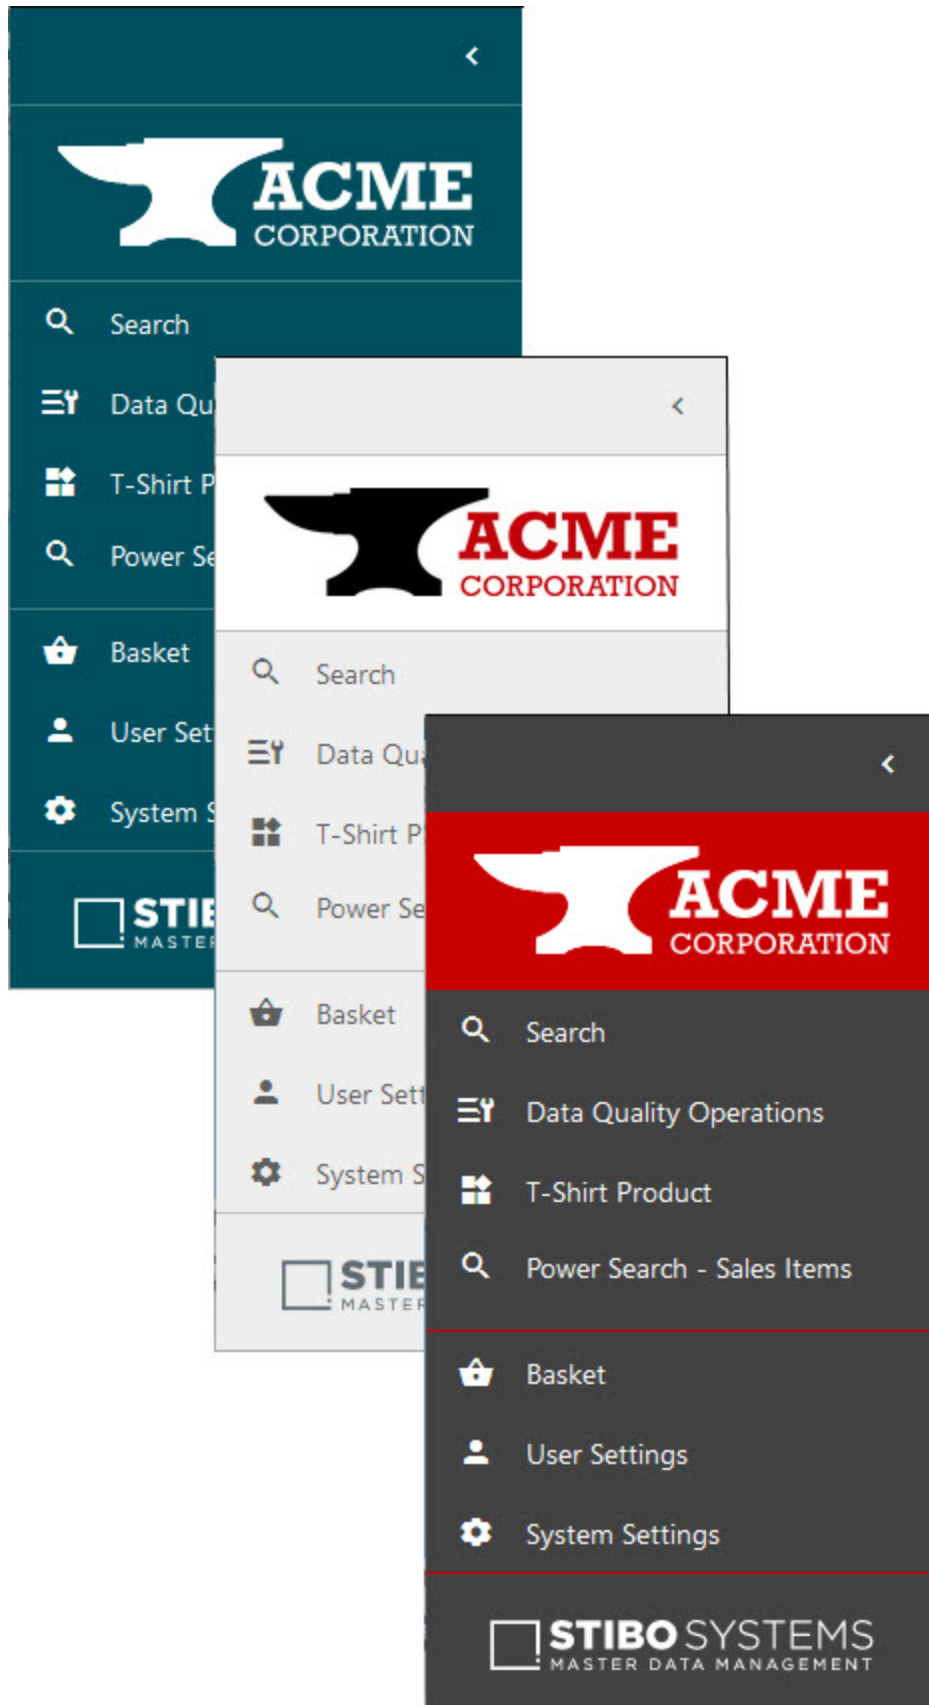 ACME
CORPORATION
Search
Data Qu
T-Shirt P
Power Se
Basket
User Set
System S
STIB
MASTER
ACME
CORPORATION
Search
Data Qua
T-Shirt P
Power Se
Basket
User Sett
System S
STIB
MASTER
ACME
CORPORATION
Search
Data Quality Operations
T-Shirt Product
Power Search - Sales Items
Basket
User Settings
System Settings
STIBO SYSTEMS
MASTER DATA MANAGEMENT